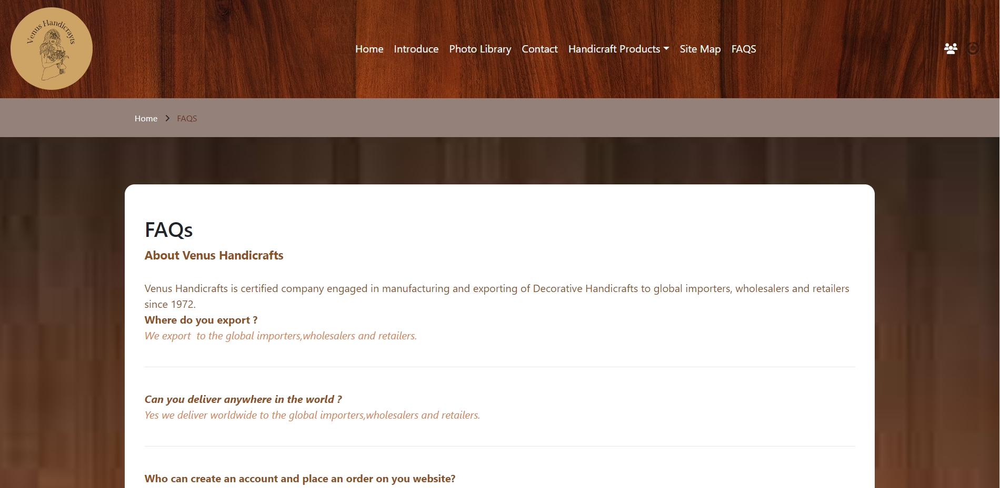 Venus Handicrayts
Home Introduce Photo Library Contact Handicraft Products Site Map FAQS
Home FAQS
FAQs
About Venus Handicrafts
Venus Handicrafts is certified company engaged in manufacturing and exporting of Decorative Handicrafts to global importers, wholesalers and retailers
since 1972.
Where do you export ?
We export  to the global importers,wholesalers and retailers.
Can you deliver anywhere in the world ?
Yes we deliver worldwide to the global importers,wholesalers and retailers.
Who can create an account and place an order on you website?